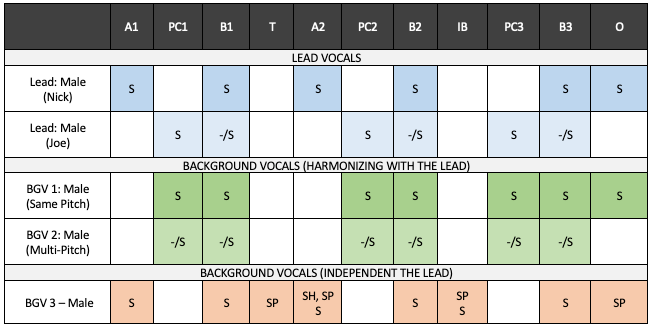 A1 PC1 B1 T A2 PC2 B2 IB PC3 B3 O
LEAD VOCALS
Lead: Male
(Nick)
S S S S S S
Lead: Male
(Joe)
S -/S S -/S S -/S
BACKGROUND VOCALS (HARMONIZING WITH THE LEAD)
BGV 1: Male
(Same Pitch)
S S S S S S S
BGV 2: Male
(Multi-Pitch)
-/S -/S -/S -/S -/S -/S
BACKGROUND VOCALS (INDEPENDENT THE LEAD)
BGV 3 – Male
S S SP SH, SP
S
S SP
S
S SP